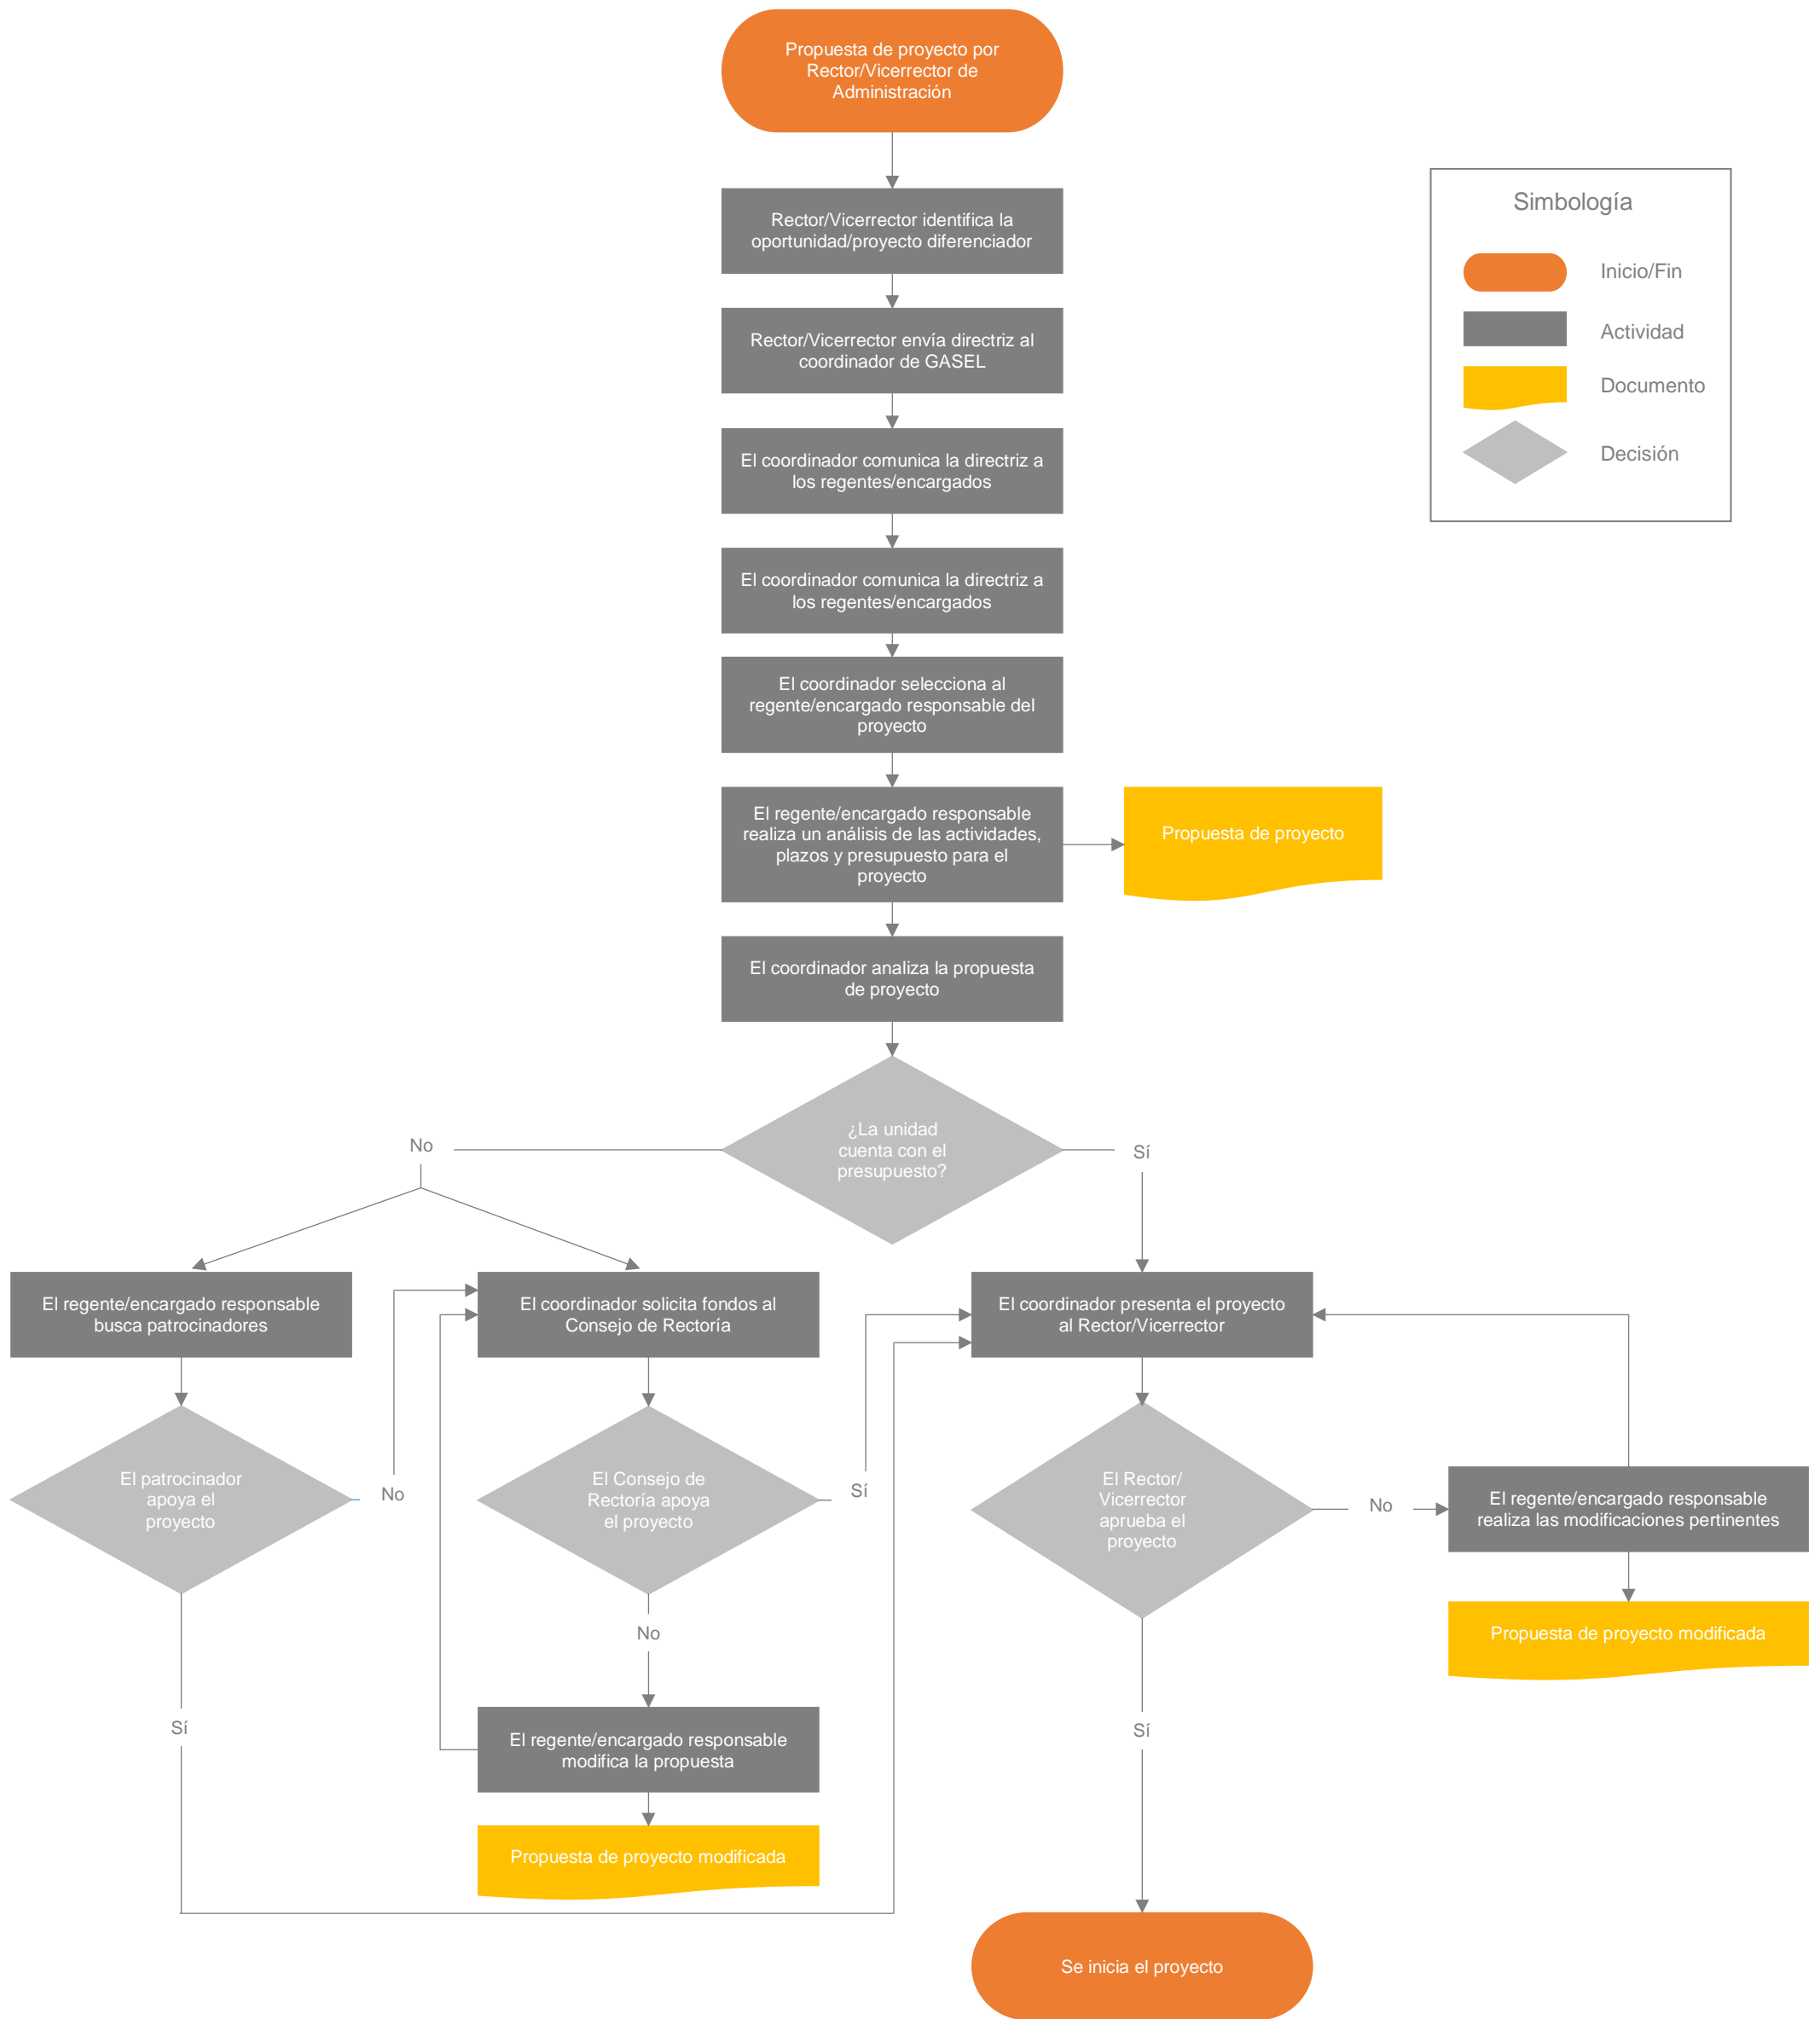 Propuesta de proyecto por
Rector/Vicerrector de
Administración
Rector/Vicerrector identifica la
oportunidad/proyecto diferenciador
Rector/Vicerrector envía directriz al
coordinador de GASEL
El coordinador comunica la directriz a
los regentes/encargados
El coordinador comunica la directriz a
los regentes/encargados
El coordinador selecciona al
regente/encargado responsable del
proyecto
El regente/encargado responsable
realiza un análisis de las actividades,
plazos y presupuesto para el
proyecto
Propuesta de proyecto
El coordinador analiza la propuesta
de proyecto
¿La unidad
cuenta con el
presupuesto?
No
Sí
El regente/encargado responsable
busca patrocinadores
El coordinador solicita fondos al
Consejo de Rectoría
El coordinador presenta el proyecto
al Rector/Vicerrector
El patrocinador
apoya el
proyecto
No
El Consejo de
Rectoría apoya
el proyecto
Sí
El Rector/
Vicerrector
aprueba el
proyecto
No
El regente/encargado responsable
realiza las modificaciones pertinentes
Propuesta de proyecto modificada
No
Sí
Sí
El regente/encargado responsable
modifica la propuesta
Propuesta de proyecto modificada
Se inicia el proyecto
Simbología
Inicio/Fin
Actividad
Documento
Decisión